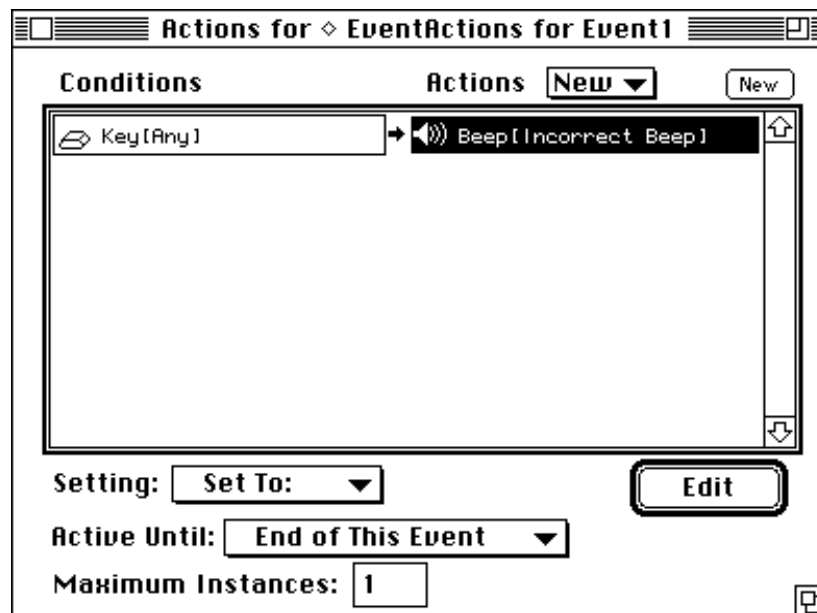 Actions for ◇ EventActions for Event1
Conditions Actions New New
Key[Any] Beep[Incorrect Beep]
Setting: Set To: Edit
Active Until: End of This Event
Maximum Instances: 1